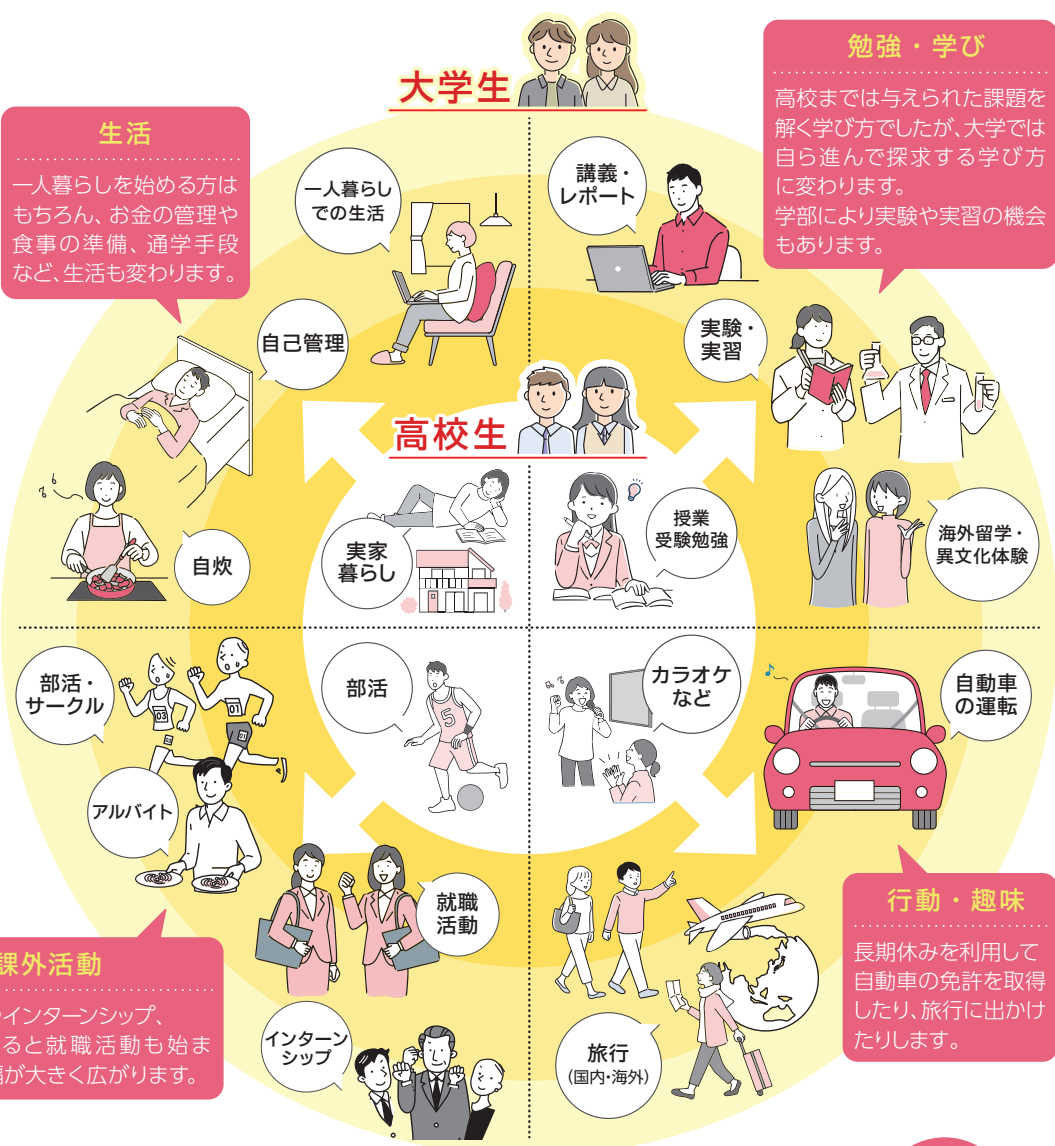 大学生
生活
一人暮らしを始める方は
もちろん、お金の管理や
食事の準備、通学手段
など、生活も変わります。
勉強・学び
高校までは与えられた課題を
解く学び方でしたが、大学では
自ら進んで探求する学び方
に変わります。
学部により実験や実習の機会
もあります。
一人暮らし
での生活
講義・
レポート
自己管理
実験・
実習
高校生
自炊
実家
暮らし
授業
受験勉強
海外留学・
異文化体験
部活・
サークル
03
01
01
部活
5
カラオケ
など
自動車
の運転
アルバイト
就職
活動
インターン
シップ
旅行
(国内・海外)
課外活動
インターンシップ、
ると就職活動も始ま
が大きく広がります。
行動・趣味
長期休みを利用して
自動車の免許を取得
したり、旅行に出かけ
たりします。